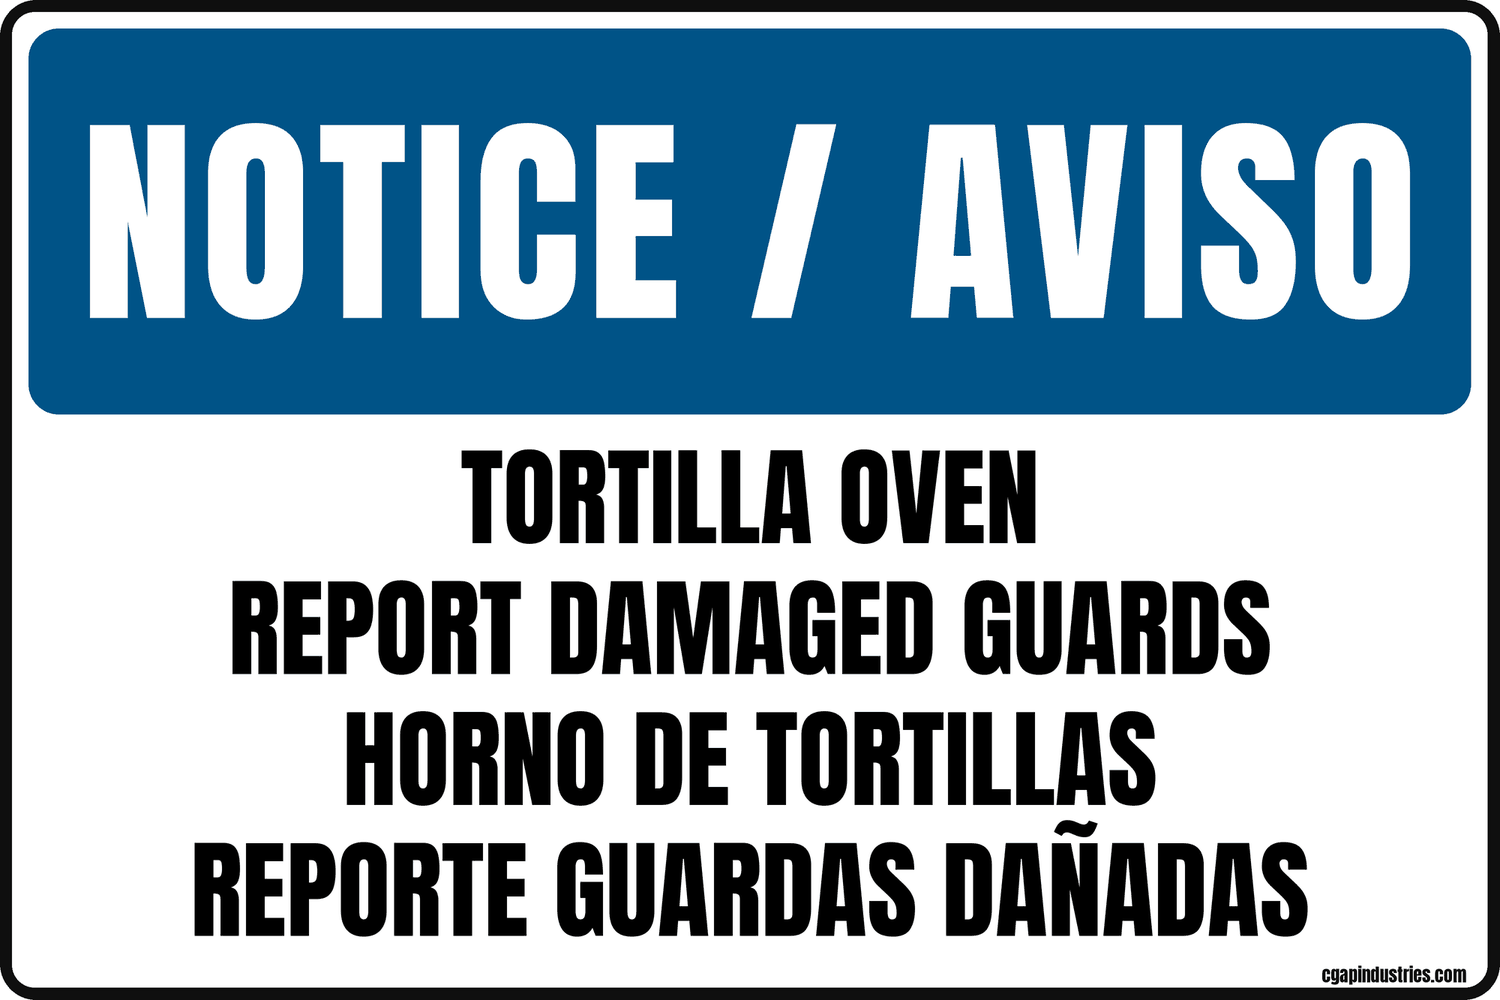 NOTICE / AVISO
TORTILLA OVEN
REPORT DAMAGED GUARDS
HORNO DE TORTILLAS
REPORTE GUARDAS DAÑADAS
cgapindustries.com